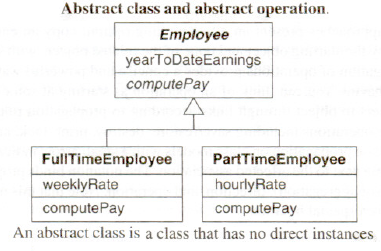 Abstract class and abstract operation.
Employee
yearToDateEarnings
computePay
FullTimeEmployee
PartTimeEmployee
weeklyRate
hourlyRate
computePay
computePay
An abstract class is a class that has no direct instances